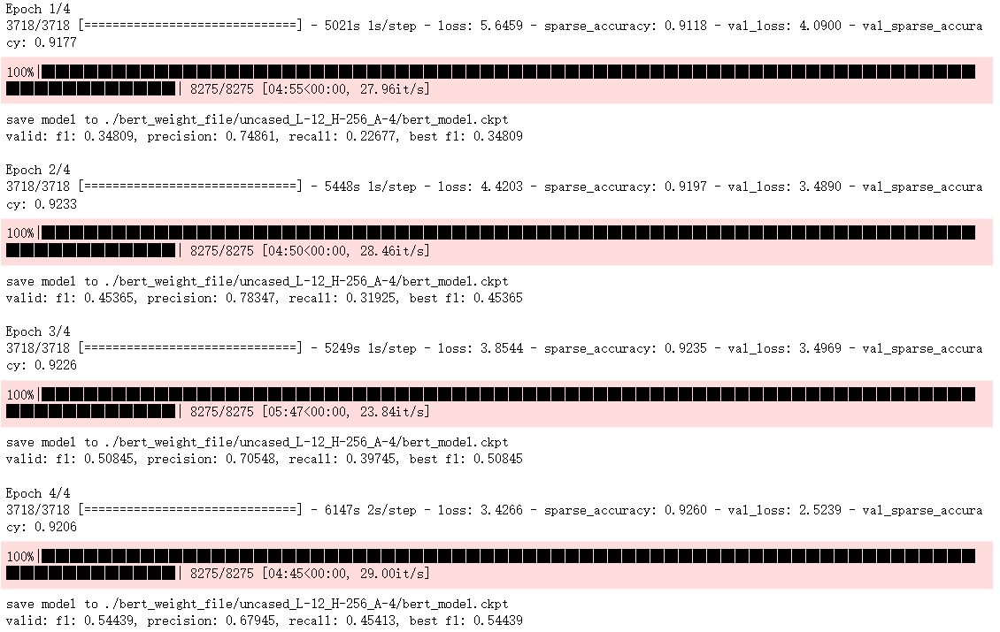 Epoch 1/4
3718/3718 [==============================] - 5021s 1s/step - loss: 5.6459 - sparse_accuracy: 0.9118 - val_loss: 4.0900 - val_sparse_accura
cy: 0.9177
100%|██████████████████████████████████████████████████████████████████
████████████| 8275/8275 [04:55<00:00, 27.96it/s]
save model to ./bert_weight_file/uncased_L-12_H-256_A-4/bert_model.ckpt
valid: f1: 0.34809, precision: 0.74861, recall: 0.22677, best f1: 0.34809
Epoch 2/4
3718/3718 [==============================] - 5448s 1s/step - loss: 4.4203 - sparse_accuracy: 0.9197 - val_loss: 3.4890 - val_sparse_accura
cy: 0.9233
100%|██████████████████████████████████████████████████████████████████
████████████| 8275/8275 [04:50<00:00, 28.46it/s]
save model to ./bert_weight_file/uncased_L-12_H-256_A-4/bert_model.ckpt
valid: f1: 0.45365, precision: 0.78347, recall: 0.31925, best f1: 0.45365
Epoch 3/4
3718/3718 [==============================] - 5249s 1s/step - loss: 3.8544 - sparse_accuracy: 0.9235 - val_loss: 3.4969 - val_sparse_accura
cy: 0.9226
100%|██████████████████████████████████████████████████████████████████
████████████| 8275/8275 [05:47<00:00, 23.84it/s]
save model to ./bert_weight_file/uncased_L-12_H-256_A-4/bert_model.ckpt
valid: f1: 0.50845, precision: 0.70548, recall: 0.39745, best f1: 0.50845
Epoch 4/4
3718/3718 [==============================] - 6147s 2s/step - loss: 3.4266 - sparse_accuracy: 0.9260 - val_loss: 2.5239 - val_sparse_accura
cy: 0.9206
100%|██████████████████████████████████████████████████████████████████
████████████| 8275/8275 [04:45<00:00, 29.00it/s]
save model to ./bert_weight_file/uncased_L-12_H-256_A-4/bert_model.ckpt
valid: f1: 0.54439, precision: 0.67945, recall: 0.45413, best f1: 0.54439